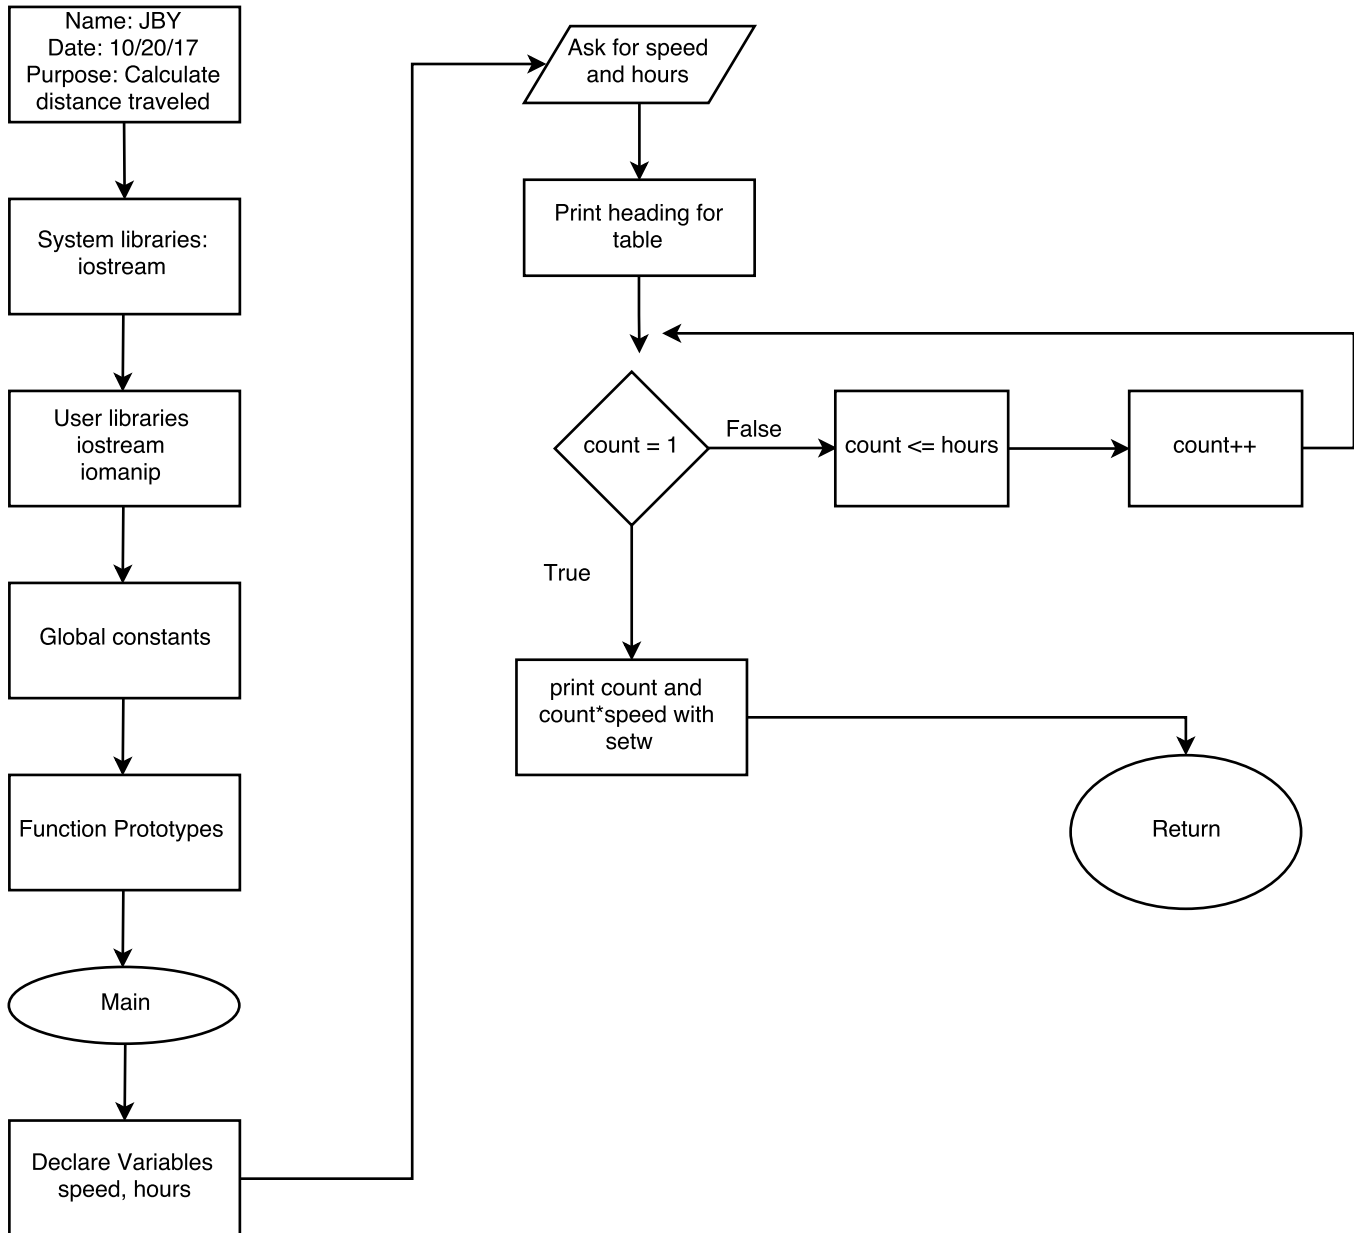 Name: JBY
Date: 10/20/17
Purpose: Calculate
distance traveled
System libraries:
iostream
User libraries
iostream
iomanip
Global constants
Function Prototypes
Main
Declare Variables
speed, hours
Ask for speed
and hours
Print heading for
table
count = 1
False
count <= hours
count++
True
print count and
count*speed with
setw
Return